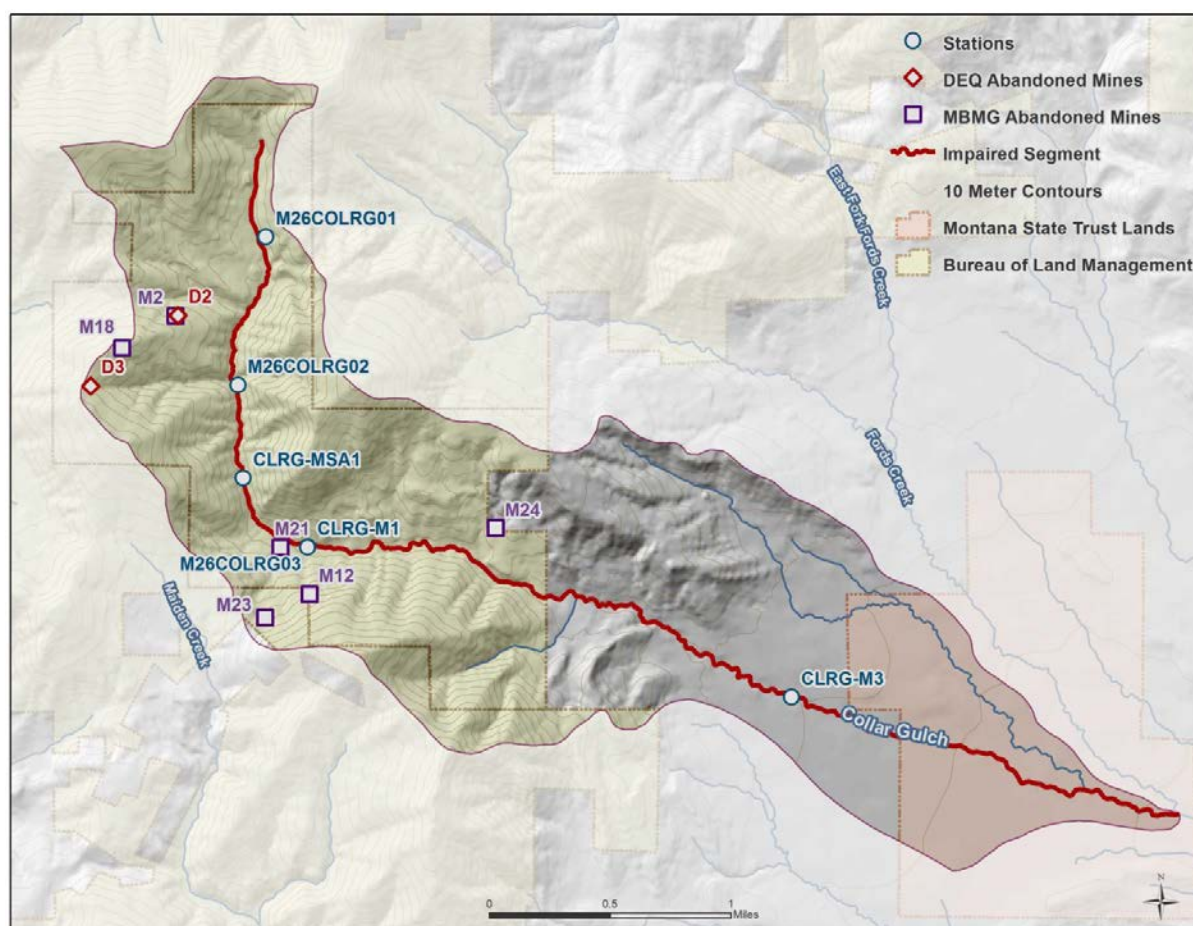 Stations
DEQ Abandoned Mines
MBMG Abandoned Mines
Impaired Segment
10 Meter Contours
Montana State Trust Lands
Bureau of Land Management
East Fork Fords Creek
M26COLRG01
M2
D2
M18
D3
M26COLRG02
Fords Creek
CLRG-MSA1
M24
M21
CLRG-M1
M26COLRG03
M12
M23
Maiden Creek
CLRG-M3
Collar Gulch
N
0
0.5
1
Miles